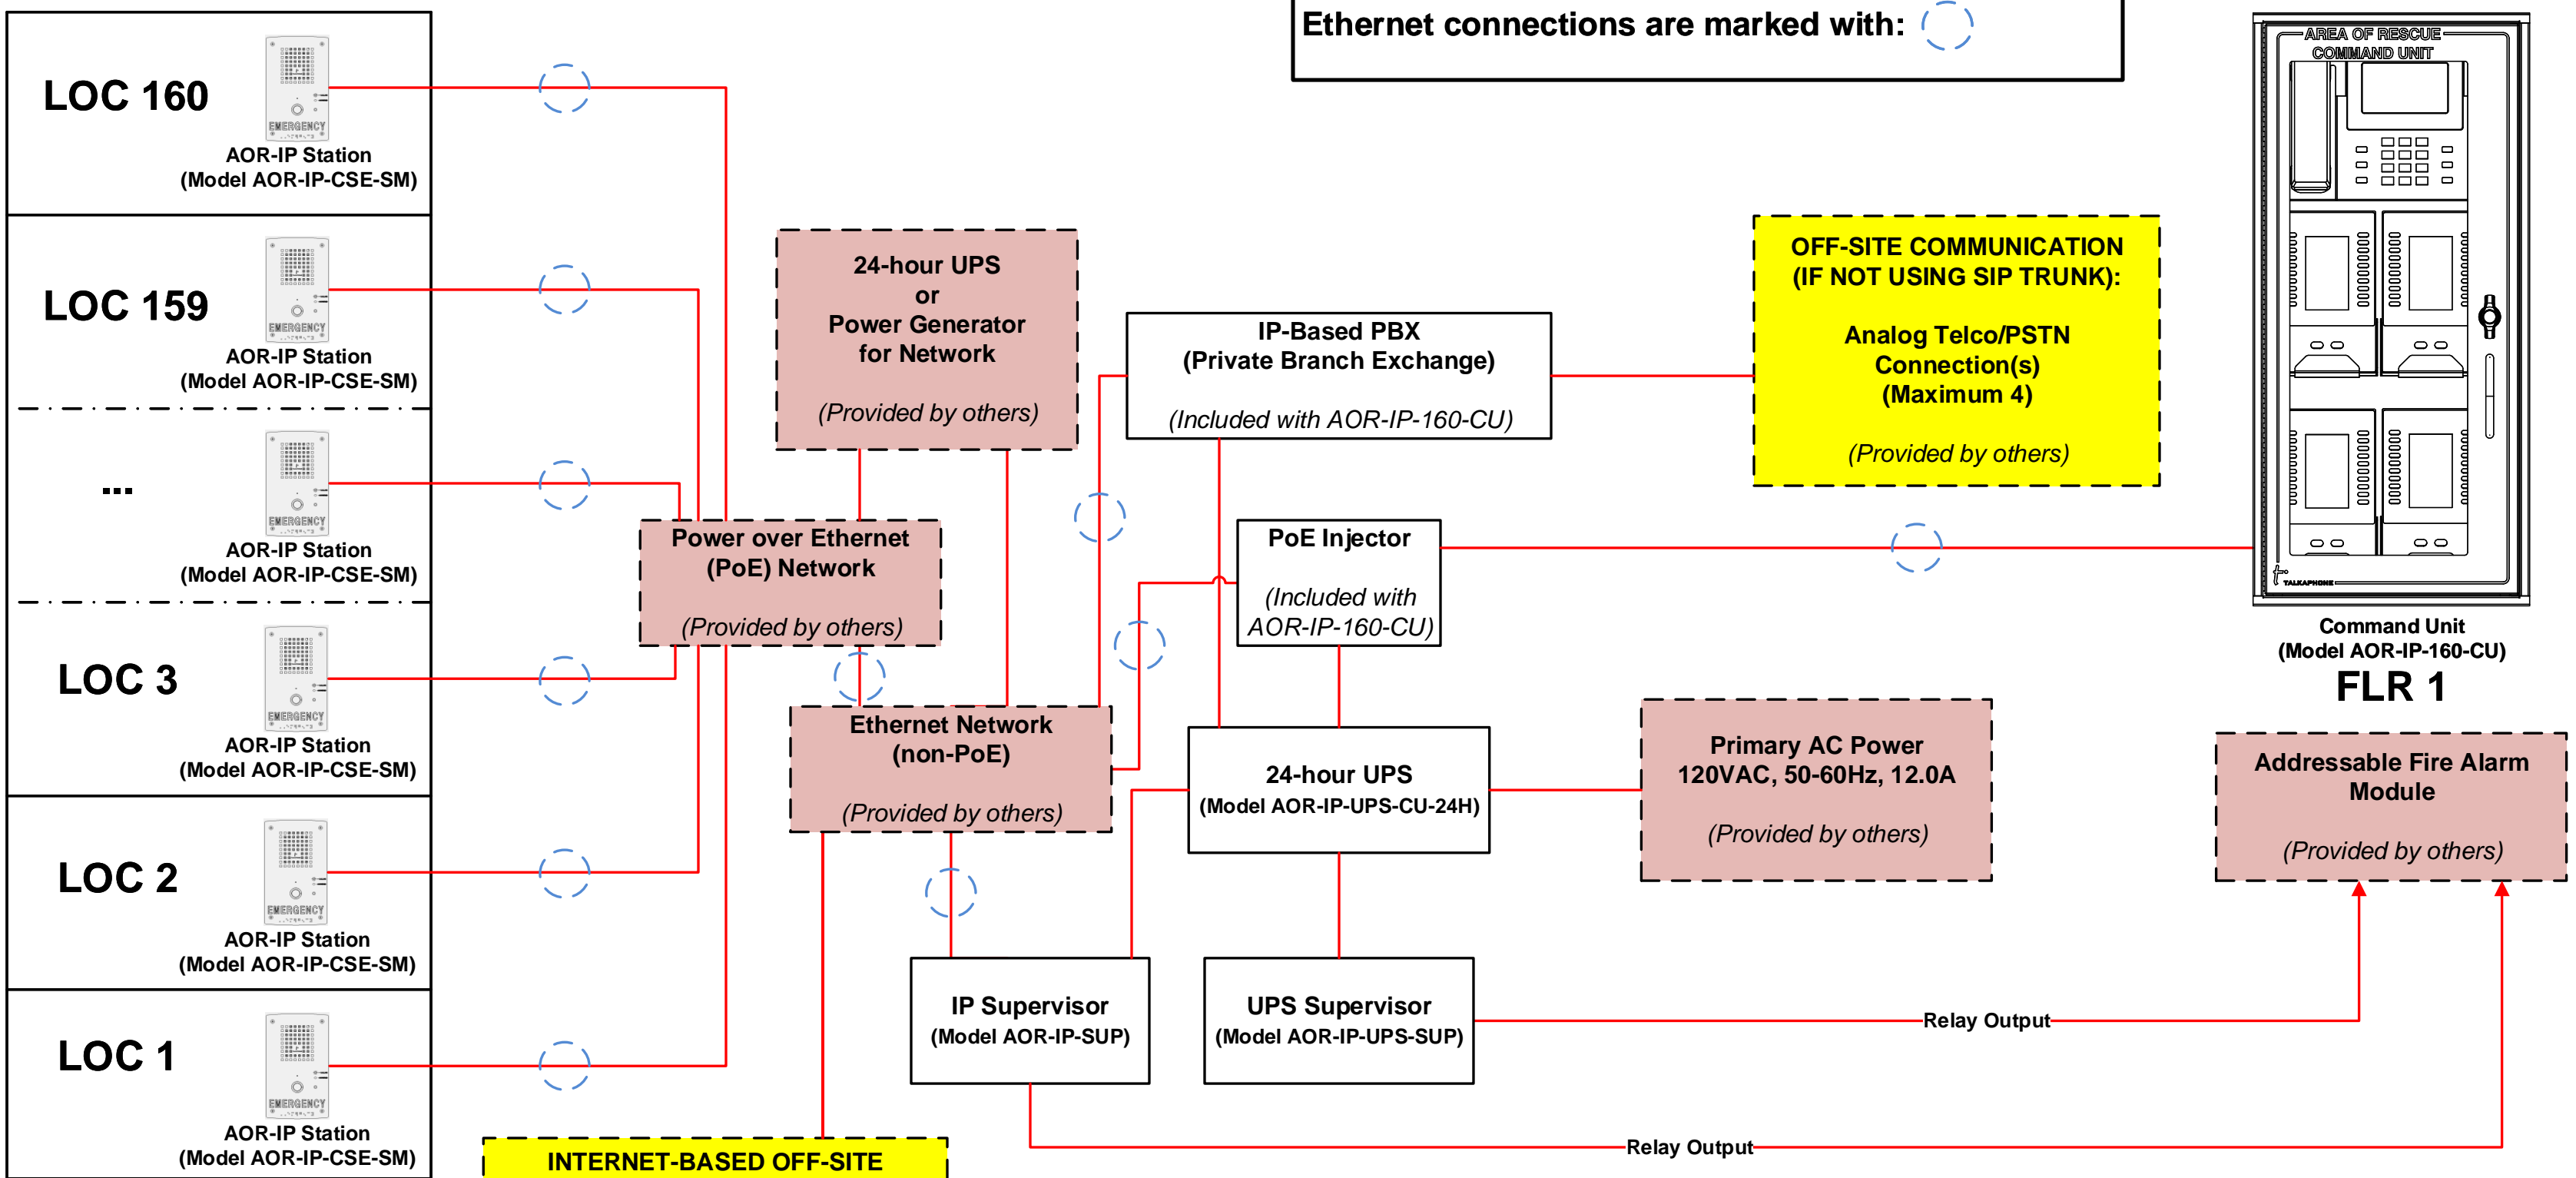 Ethernet connections are marked with:
LOC 160
EMERGENCY
AOR-IP Station
(Model AOR-IP-CSE-SM)
LOC 159
EMERGENCY
AOR-IP Station
(Model AOR-IP-CSE-SM)
...
EMERGENCY
AOR-IP Station
(Model AOR-IP-CSE-SM)
LOC 3
EMERGENCY
AOR-IP Station
(Model AOR-IP-CSE-SM)
LOC 2
EMERGENCY
AOR-IP Station
(Model AOR-IP-CSE-SM)
LOC 1
EMERGENCY
AOR-IP Station
(Model AOR-IP-CSE-SM)
24-hour UPS
or
Power Generator
for Network
(Provided by others)
Power over Ethernet
(PoE) Network
(Provided by others)
Ethernet Network
(non-PoE)
(Provided by others)
IP-Based PBX
(Private Branch Exchange)
(Included with AOR-IP-160-CU)
PoE Injector
(Included with
AOR-IP-160-CU)
24-hour UPS
(Model AOR-IP-UPS-CU-24H)
IP Supervisor
(Model AOR-IP-SUP)
UPS Supervisor
(Model AOR-IP-UPS-SUP)
OFF-SITE COMMUNICATION
(IF NOT USING SIP TRUNK):
Analog Telco/PSTN
Connection(s)
(Maximum 4)
(Provided by others)
Primary AC Power
120VAC, 50-60Hz, 12.0A
(Provided by others)
AREA OF RESCUE
COMMAND UNIT
TALKAPHONE
Command Unit
(Model AOR-IP-160-CU)
FLR 1
Addressable Fire Alarm
Module
(Provided by others)
Relay Output
Relay Output
INTERNET-BASED OFF-SITE